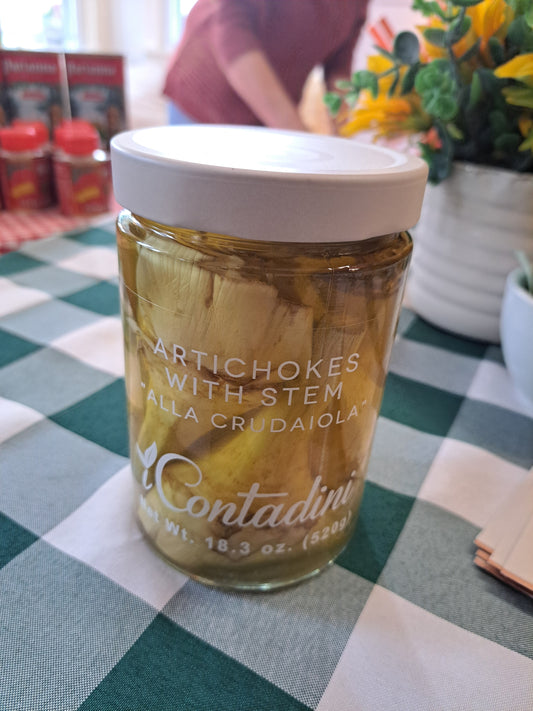 ARTICHOKES
WITH STEM
"ALLA CRUDAIOLA"
iContadini
Net Wt. 18.3 oz. (520g)